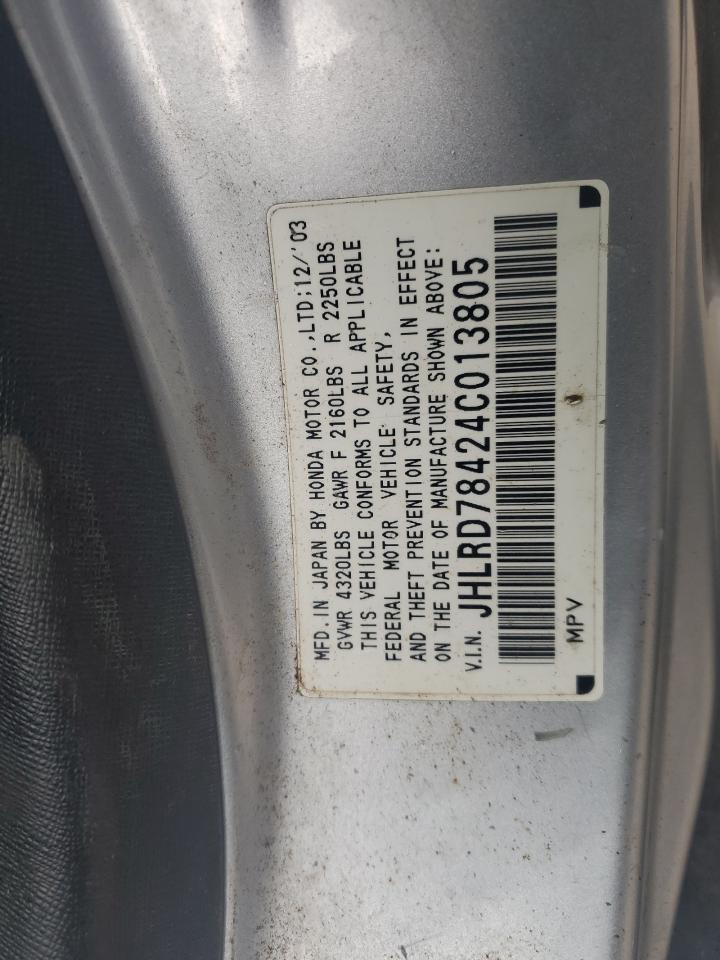 MFD. IN JAPAN BY HONDA MOTOR CO.,LTD;12/'03
GVWR 4320LBS GAWR F 2160LBS R 2250LBS
THIS VEHICLE CONFORMS TO ALL APPLICABLE
FEDERAL MOTOR VEHICLE SAFETY,
AND THEFT PREVENTION STANDARDS IN EFFECT
ON THE DATE OF MANUFACTURE SHOWN ABOVE:
V.I.N. JHLRD78424C013805
MPV